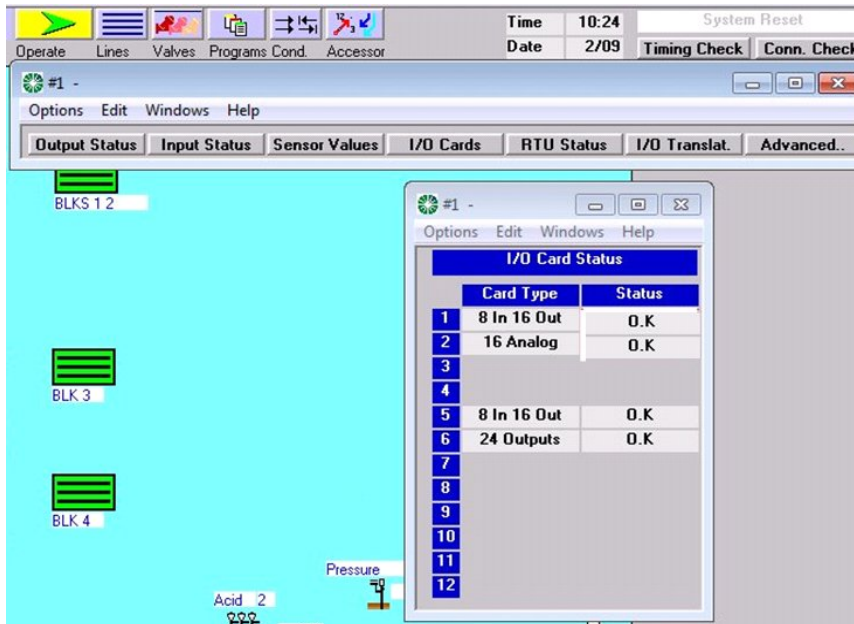 Time 10:24 System Reset
Operate Lines Valves Programs Cond. Accessor
Date 2/09 Timing Check Conn. Check
#1 -
Options Edit Windows Help
Output Status Input Status Sensor Values I/O Cards RTU Status I/O Translat. Advanced..
BLKS 1 2
#1 -
Options Edit Windows Help
I/O Card Status
Card Type Status
1 8 In 16 Out O.K
2 16 Analog O.K
3
4
5 8 In 16 Out O.K
6 24 Outputs O.K
7
8
9
10
11
12
BLK 3
BLK 4
Pressure
Acid 2